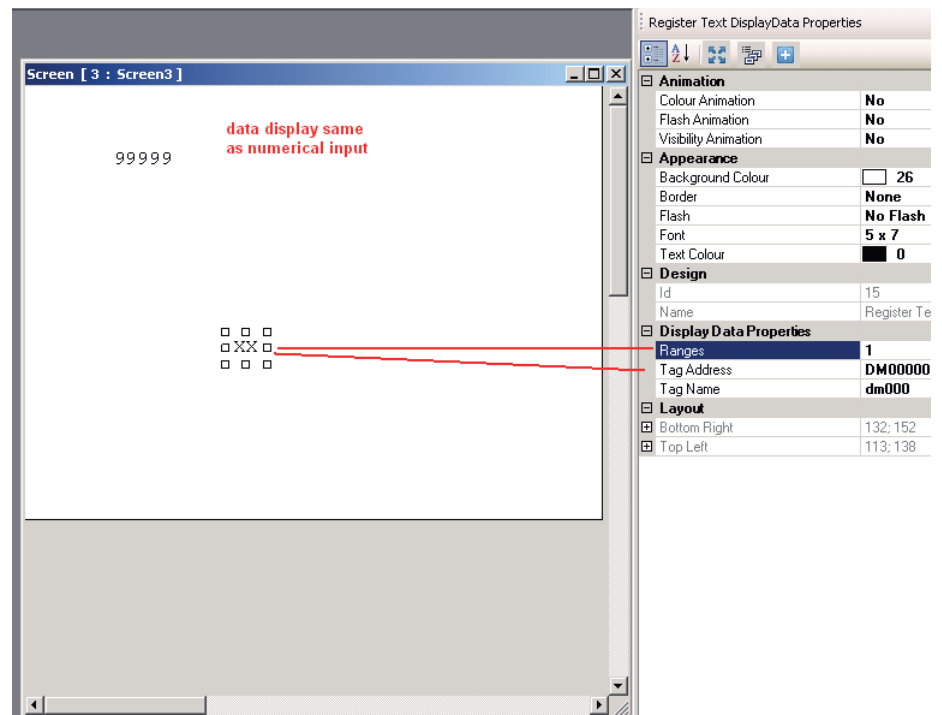 Register Text DisplayData Properties
Screen [ 3 : Screen3 ]
data display same
as numerical input
99999
XX
Animation
Colour Animation No
Flash Animation No
Visibility Animation No
Appearance
Background Colour 26
Border None
Flash No Flash
Font 5 x 7
Text Colour 0
Design
Id 15
Name Register Te
Display Data Properties
Ranges 1
Tag Address DM00000
Tag Name dm000
Layout
Bottom Right 132; 152
Top Left 113; 138